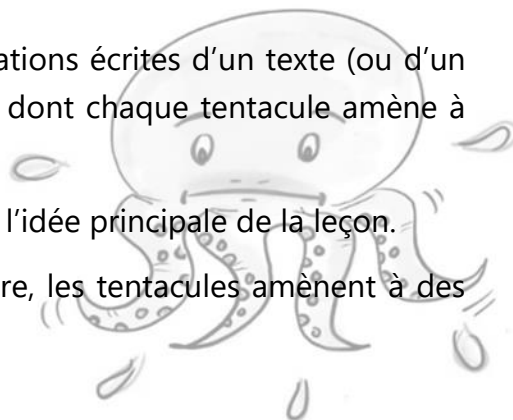 ations écrites d’un texte (ou d’un
dont chaque tentacule amène à
l’idée principale de la leçon.
re, les tentacules amènent à des